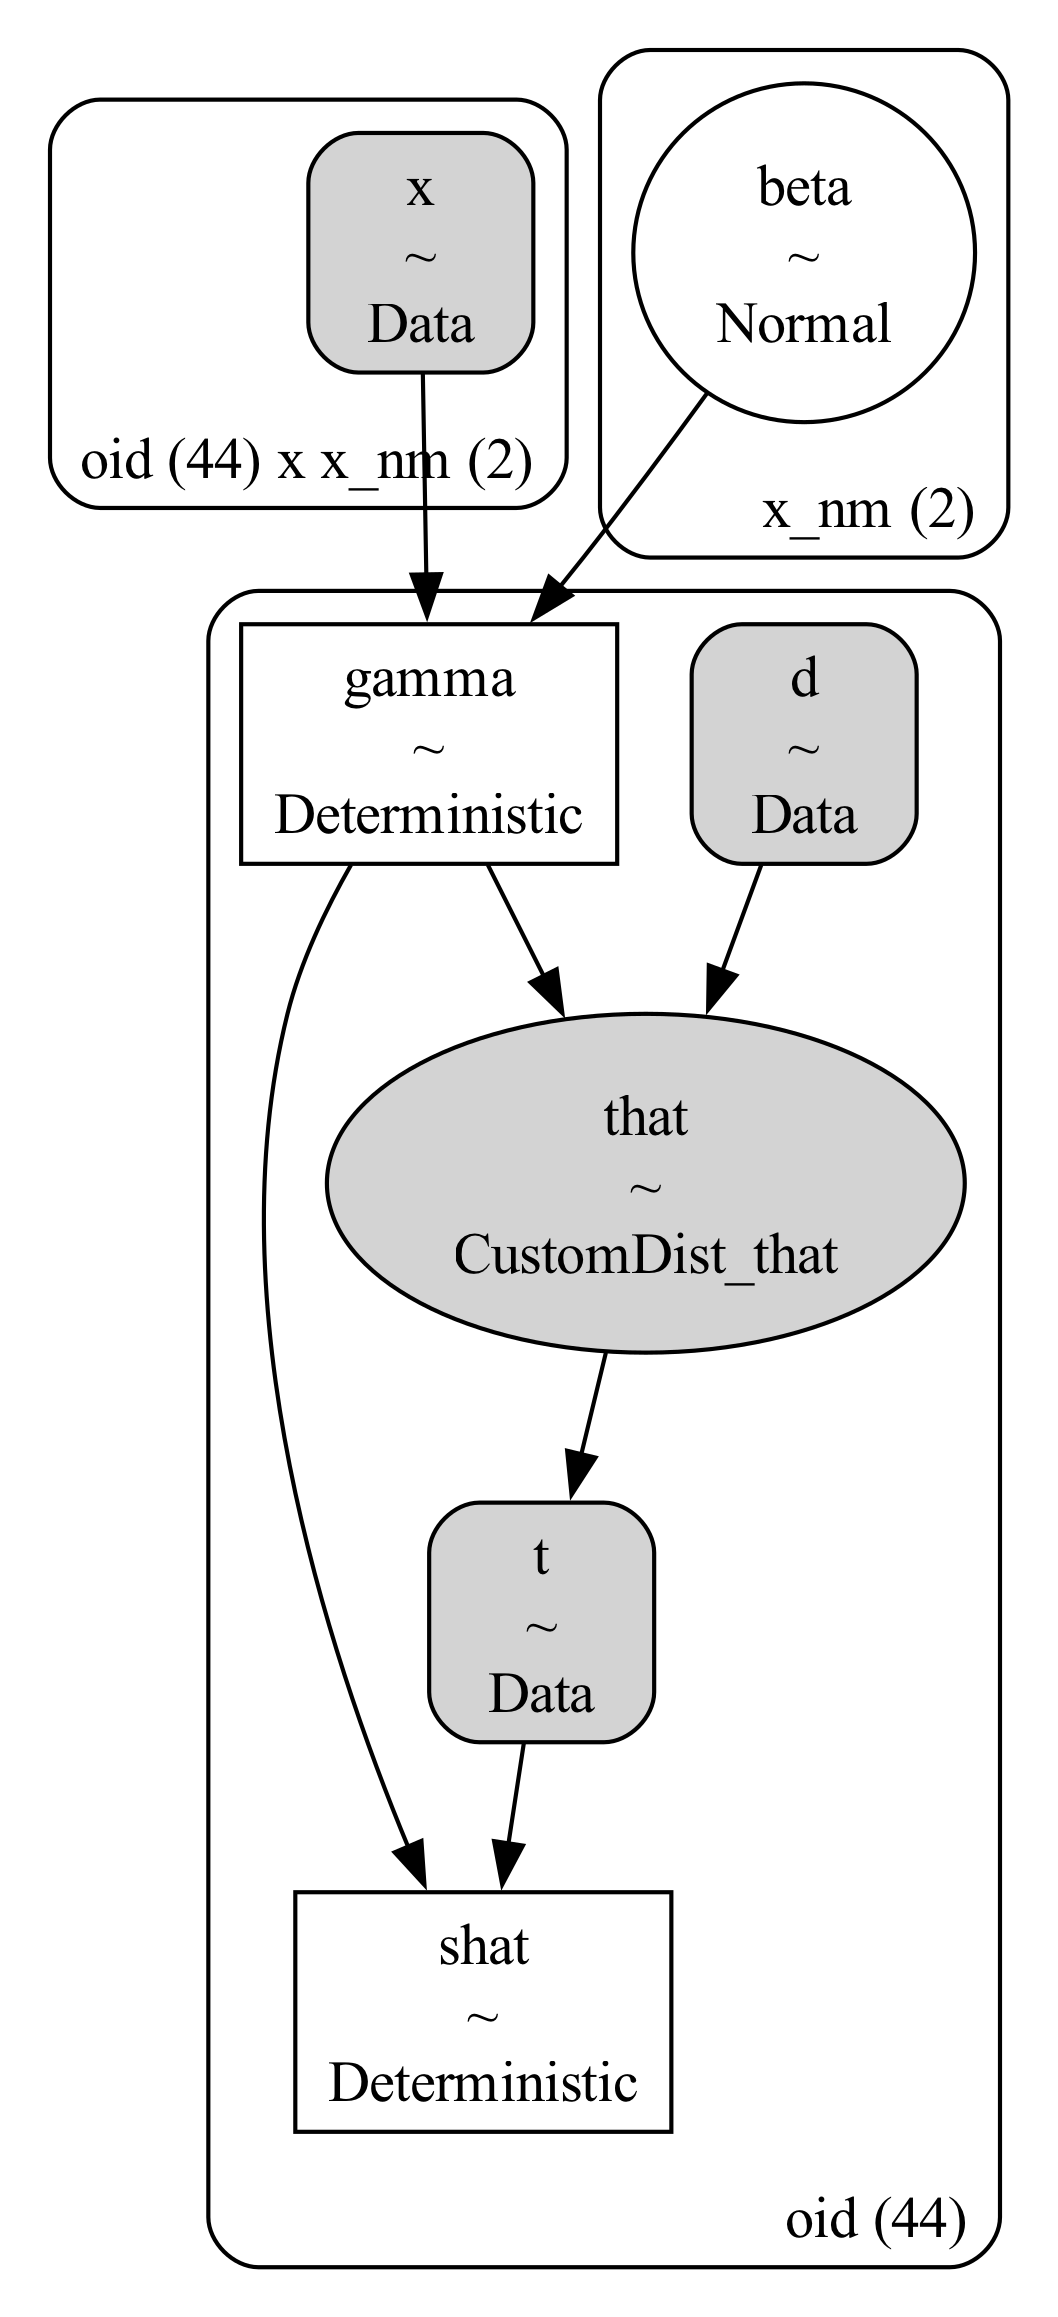 x
~
Data
oid (44) x x_nm (2)
beta
~
Normal
x_nm (2)
gamma
~
Deterministic
d
~
Data
that
~
CustomDist_that
t
~
Data
shat
~
Deterministic
oid (44)